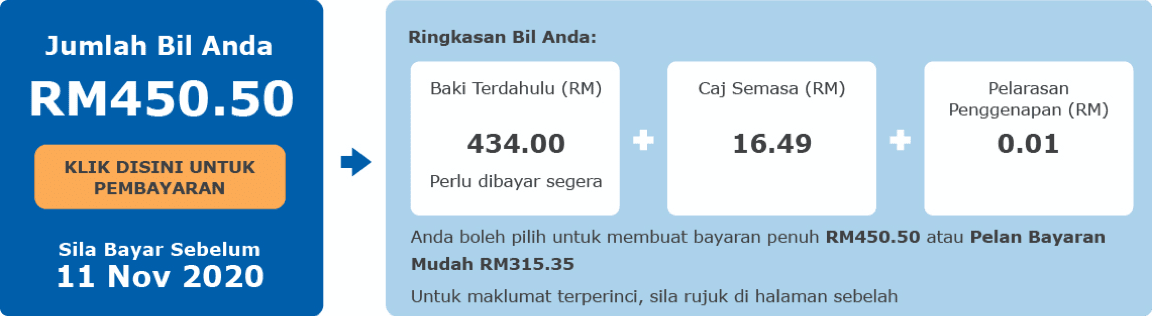 Jumlah Bil Anda
RM450.50
KLIK DISINI UNTUK
PEMBAYARAN
Sila Bayar Sebelum
11 Nov 2020
Ringkasan Bil Anda:
Baki Terdahulu (RM)
434.00
Perlu dibayar segera
+
Caj Semasa (RM)
16.49
+
Pelarasan
Penggenapan (RM)
0.01
Anda boleh pilih untuk membuat bayaran penuh RM450.50 atau Pelan Bayaran
Mudah RM315.35
Untuk maklumat terperinci, sila rujuk di halaman sebelah